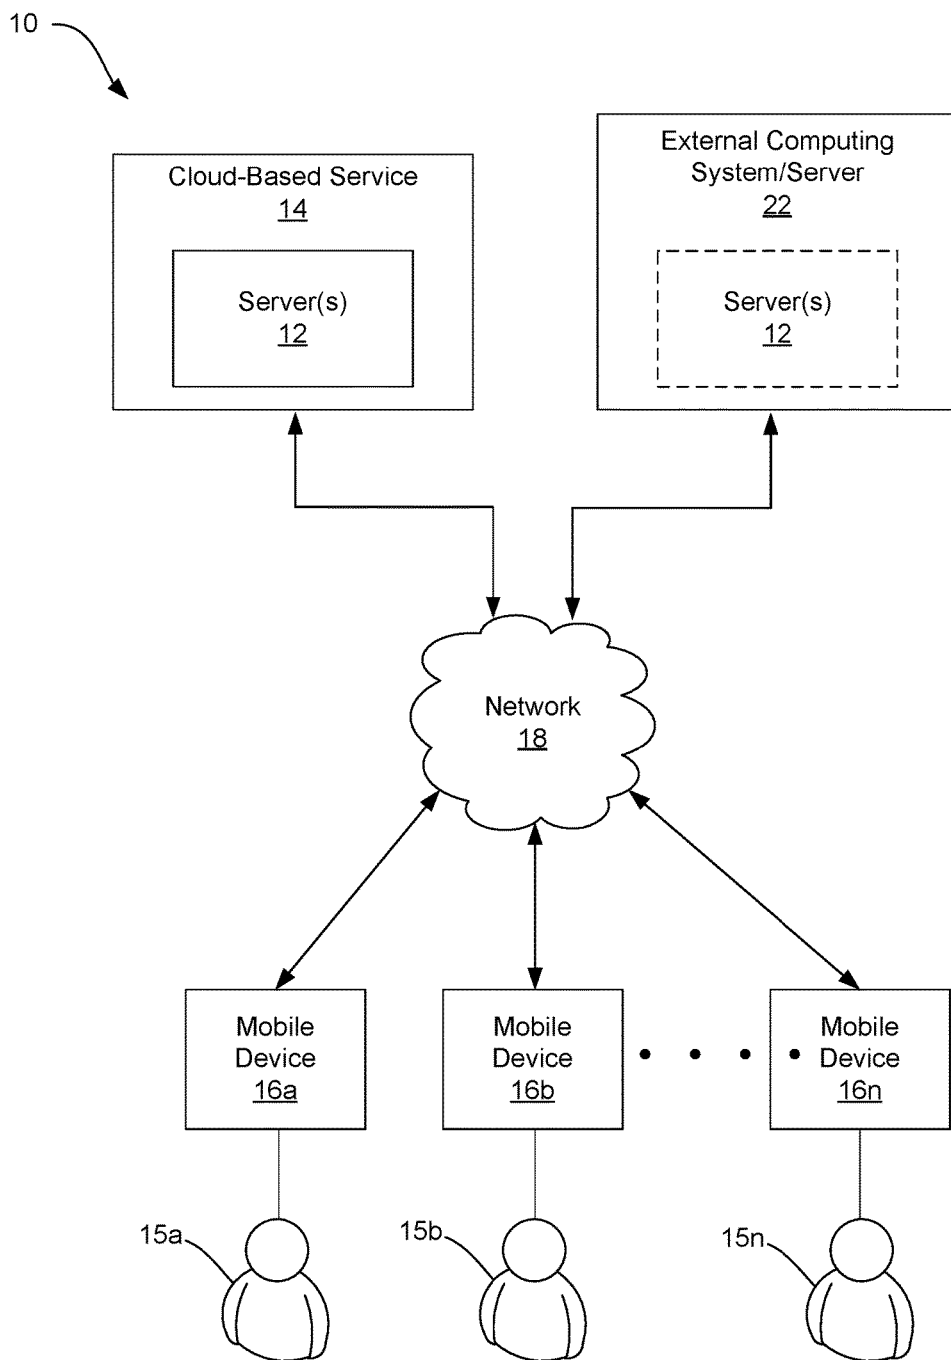 10
Cloud-Based Service
14
Server(s)
12
External Computing
System/Server
22
Server(s)
12
Network
18
Mobile
Device
16a
Mobile
Device
16b
Mobile
Device
16n
15a
15b
15n